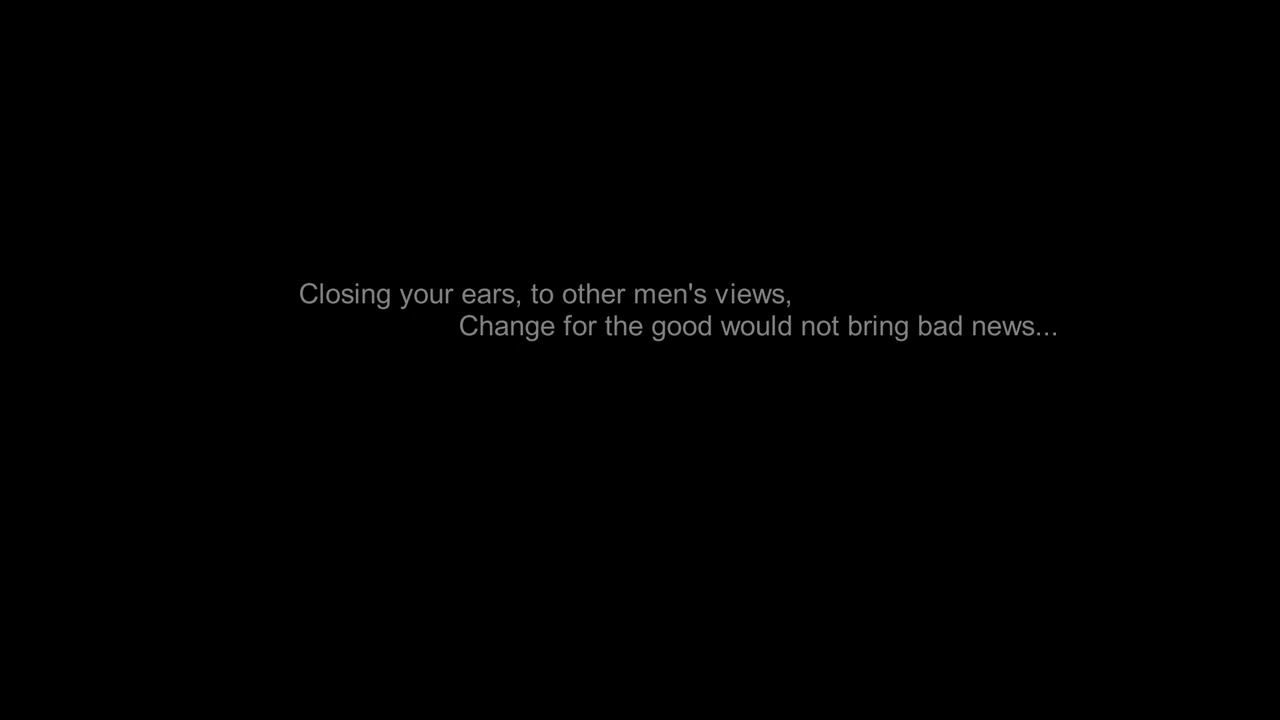 Closing your ears, to other men's views,
Change for the good would not bring bad news...